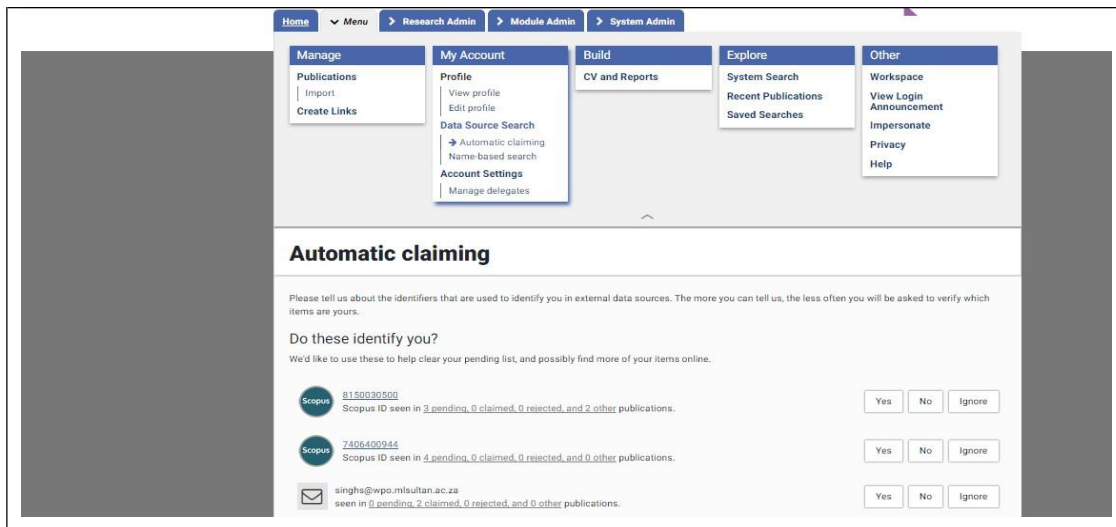 Home
Menu
Research Admin
Module Admin
System Admin
Manage
Publications
Import
Create Links
My Account
Profile
View profile
Edit profile
Data Source Search
Automatic claiming
Name-based search
Account Settings
Manage delegates
Build
CV and Reports
Explore
System Search
Recent Publications
Saved Searches
Other
Workspace
View Login
Announcement
Impersonate
Privacy
Help
Automatic claiming
Please tell us about the identifiers that are used to identify you in external data sources. The more you can tell us, the less often you will be asked to verify which
items are yours.
Do these identify you?
We'd like to use these to help clear your pending list, and possibly find more of your items online.
Scopus
8150030500
Scopus ID seen in 3 pending, 0 claimed, 0 rejected, and 2 other publications.
Yes No Ignore
Scopus
7406400944
Scopus ID seen in 4 pending, 0 claimed, 0 rejected, and 0 other publications.
Yes No Ignore
singhs@wpo.mlsultan.ac.za
seen in 0 pending, 2 claimed, 0 rejected, and 0 other publications.
Yes No Ignore